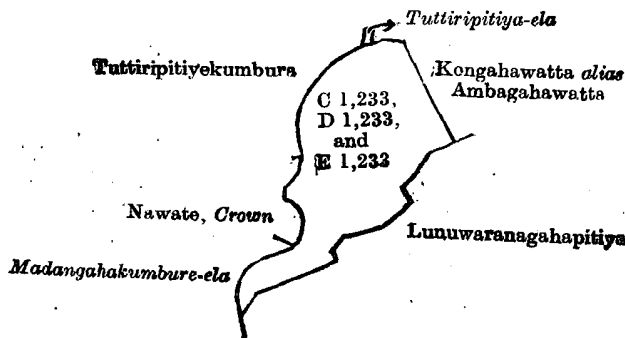 Tuttiripitiya-ela
Tuttiripitiyekumbura
Kongahawatta alias
Ambagahawatta
C 1,233,
D 1,233,
and
E 1,233
Nawate, Crown
Lunuwaranagahapitiya
Madangahakumbure-ela